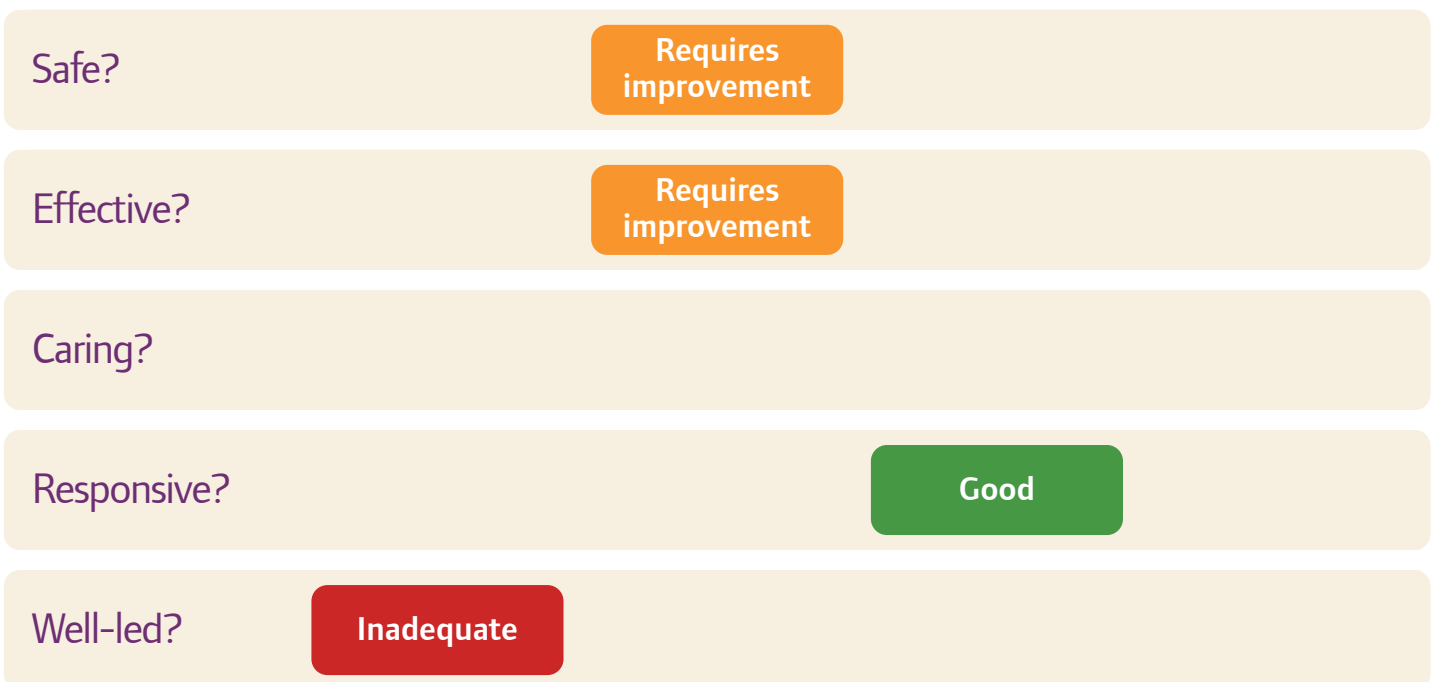 Safe?
Requires
improvement
Effective?
Requires
improvement
Caring?
Responsive?
Good
Well-led?
Inadequate